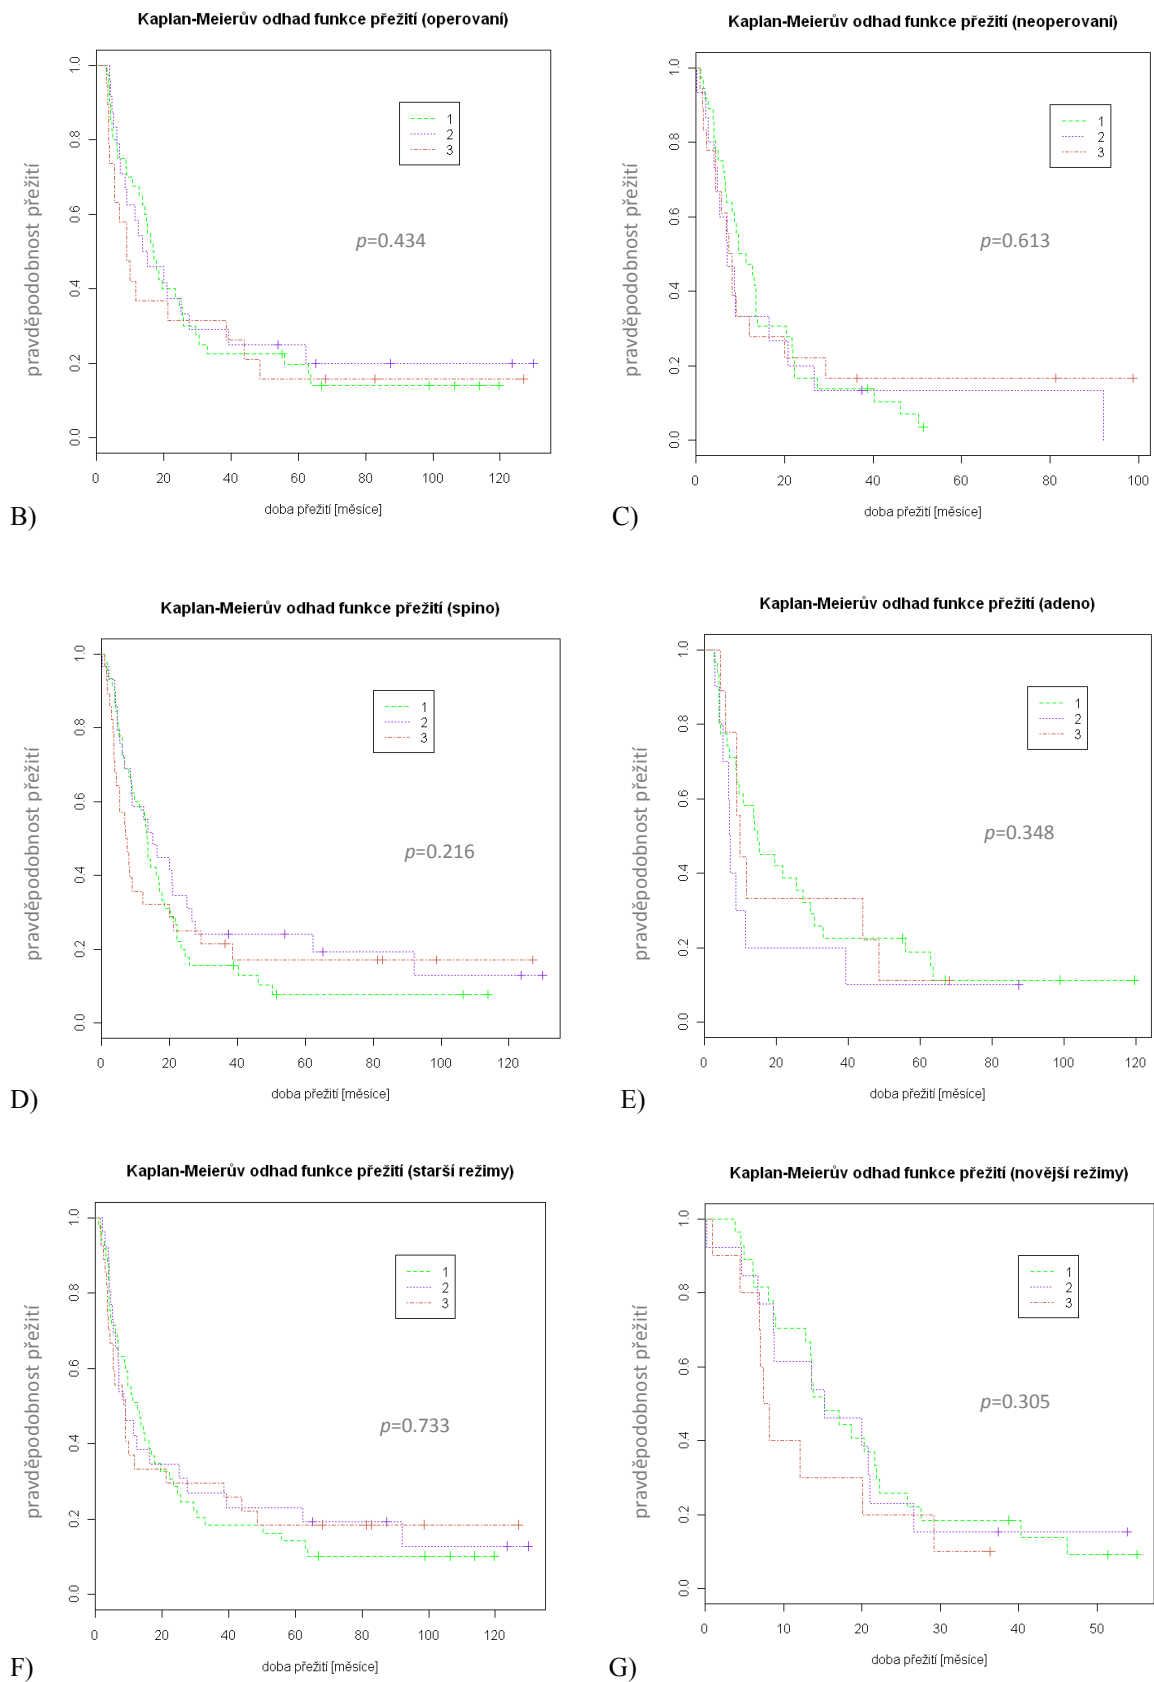 Kaplan-Meierův odhad funkce přežití (operovaní)
pravděpodobnost přežití
0.0 0.2 0.4 0.6 0.8 1.0
1
2
3
p=0.434
0 20 40 60 80 100 120
doba přežití [měsíce]
B)
Kaplan-Meierův odhad funkce přežití (neoperovaní)
pravděpodobnost přežití
0.0 0.2 0.4 0.6 0.8 1.0
1
2
3
p=0.613
0 20 40 60 80 100
doba přežití [měsíce]
C)
Kaplan-Meierův odhad funkce přežití (spino)
pravděpodobnost přežití
0.0 0.2 0.4 0.6 0.8 1.0
1
2
3
p=0.216
0 20 40 60 80 100 120
doba přežití [měsíce]
D)
Kaplan-Meierův odhad funkce přežití (adeno)
pravděpodobnost přežití
0.0 0.2 0.4 0.6 0.8 1.0
1
2
3
p=0.348
0 20 40 60 80 100 120
doba přežití [měsíce]
E)
Kaplan-Meierův odhad funkce přežití (starší režimy)
pravděpodobnost přežití
0.0 0.2 0.4 0.6 0.8 1.0
1
2
3
p=0.733
0 20 40 60 80 100 120
doba přežití [měsíce]
F)
Kaplan-Meierův odhad funkce přežití (novější režimy)
pravděpodobnost přežití
0.0 0.2 0.4 0.6 0.8 1.0
1
2
3
p=0.305
0 10 20 30 40 50
doba přežití [měsíce]
G)